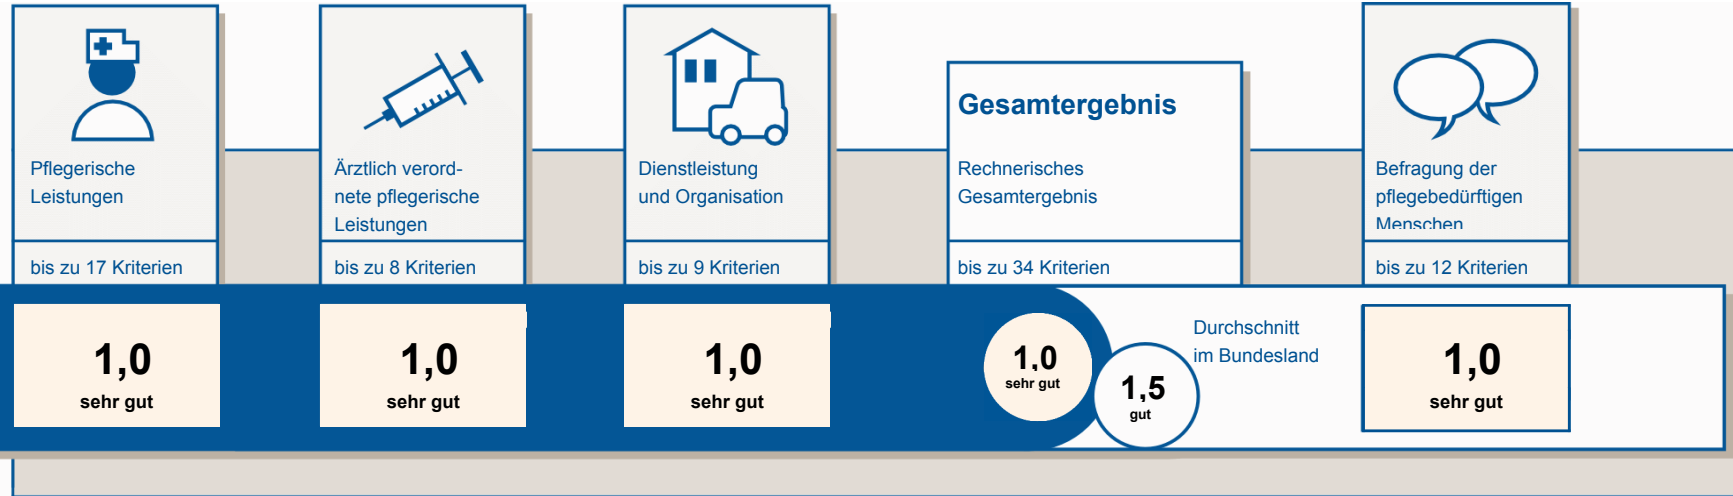 Pflegerische
Leistungen
bis zu 17 Kriterien
1,0
sehr gut
Ärztlich verord-
nete pflegerische
Leistungen
bis zu 8 Kriterien
1,0
sehr gut
Dienstleistung
und Organisation
bis zu 9 Kriterien
1,0
sehr gut
Gesamtergebnis
Rechnerisches
Gesamtergebnis
bis zu 34 Kriterien
1,0
sehr gut
1,5
gut
Durchschnitt
im Bundesland
Befragung der
pflegebedürftigen
Menschen
bis zu 12 Kriterien
1,0
sehr gut